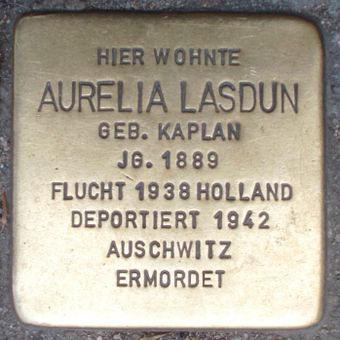 HIER WOHNTE
AURELIA LASDUN
GEB. KAPLAN
JG. 1889
FLUCHT 1938 HOLLAND
DEPORTIERT 1942
AUSCHWITZ
ERMORDET